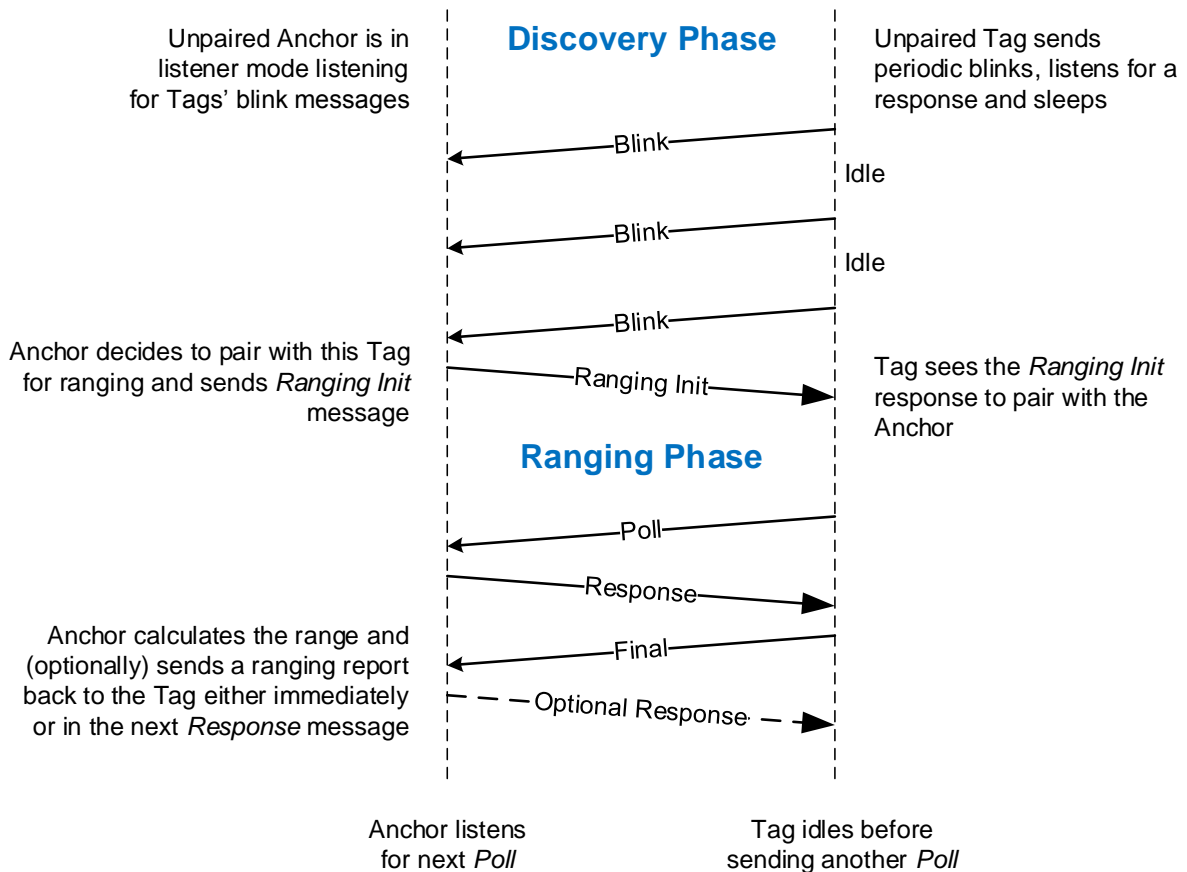 Discovery Phase
Unpaired Anchor is in
listener mode listening
for Tags' blink messages
Unpaired Tag sends
periodic blinks, listens for a
response and sleeps
Blink
Idle
Blink
Idle
Blink
Anchor decides to pair with this Tag
for ranging and sends Ranging Init
message
Ranging Init
Tag sees the Ranging Init
response to pair with the
Anchor
Ranging Phase
Poll
Response
Anchor calculates the range and
(optionally) sends a ranging report
back to the Tag either immediately
or in the next Response message
Final
Optional Response
Anchor listens
for next Poll
Tag idles before
sending another Poll